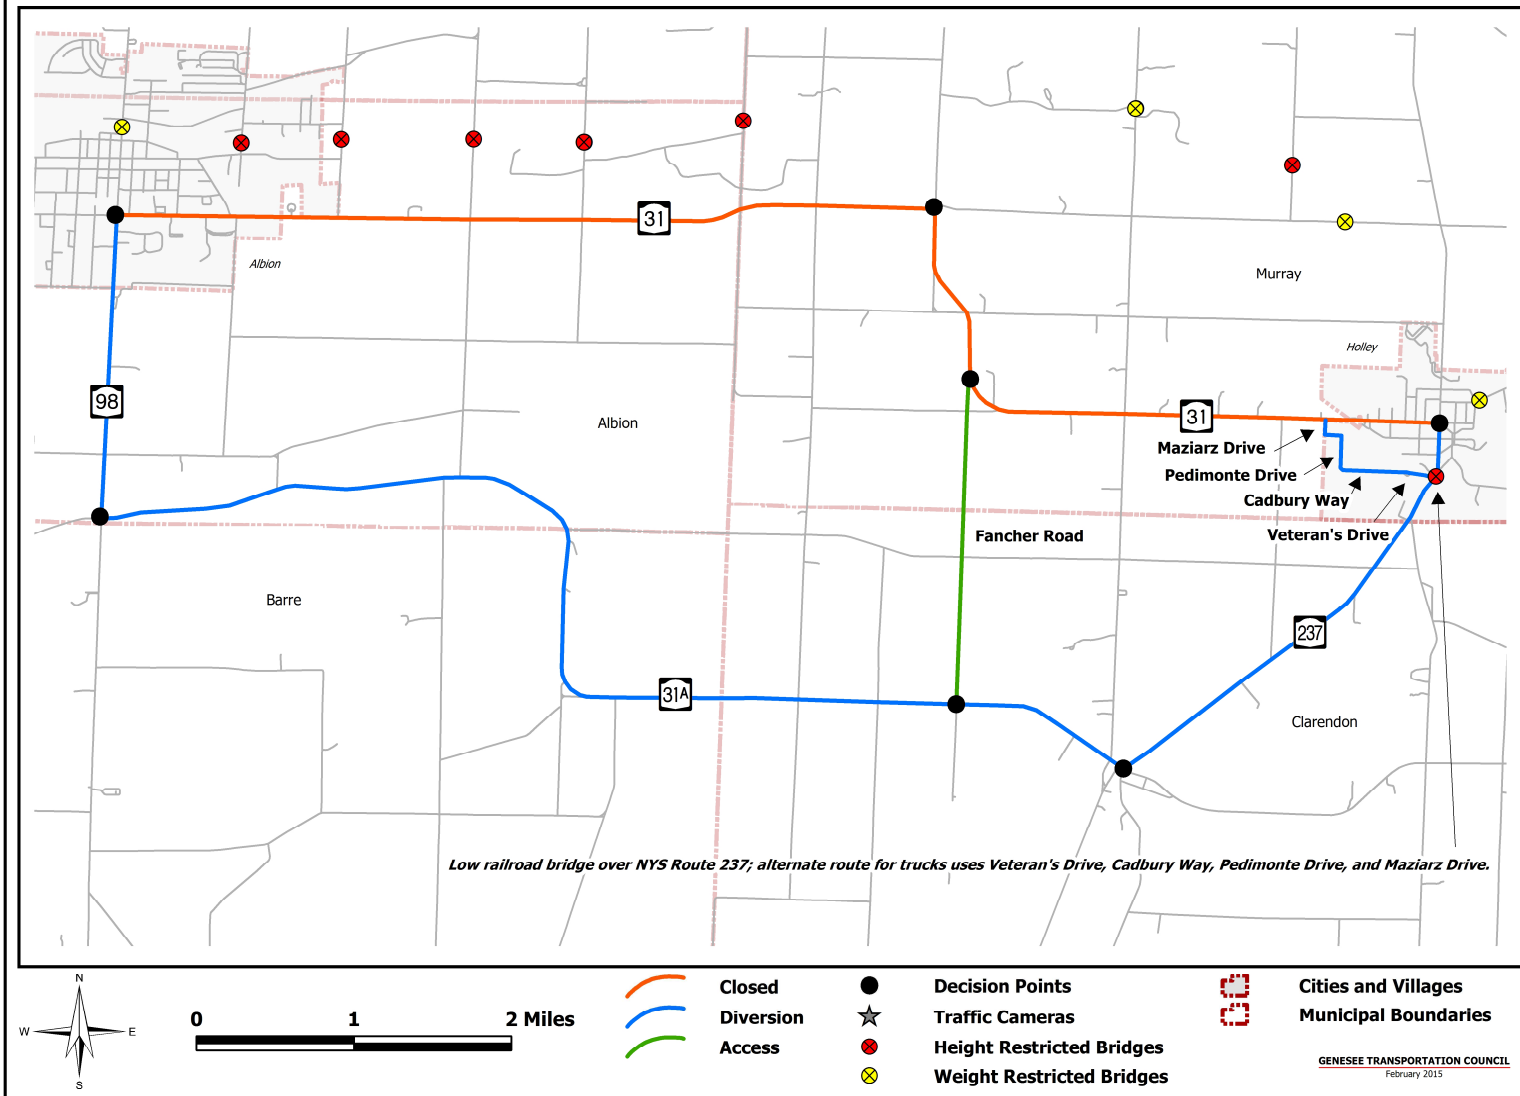 31
Albion
Murray
Holley
98
Albion
31
Maziarz Drive
Pedimonte Drive
Cadbury Way
Fancher Road
Veteran's Drive
Barre
237
31A
Clarendon
Low railroad bridge over NYS Route 237; alternate route for trucks uses Veteran's Drive, Cadbury Way, Pedimonte Drive, and Maziarz Drive.
N
W E
S
0 1 2 Miles
Closed
Diversion
Access
Decision Points
Traffic Cameras
Height Restricted Bridges
Weight Restricted Bridges
Cities and Villages
Municipal Boundaries
GENESEE TRANSPORTATION COUNCIL
February 2015